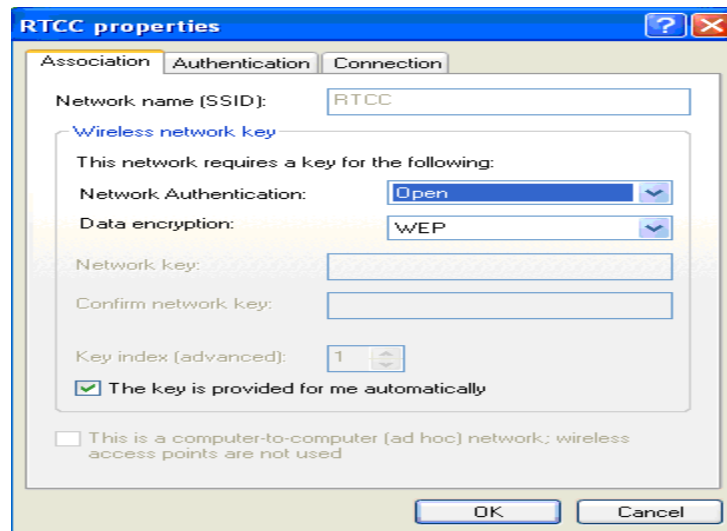 RTCC properties
Association Authentication Connection
Network name (SSID): RTCC
Wireless network key
This network requires a key for the following:
Network Authentication: Open
Data encryption: WEP
Network key:
Confirm network key:
Key index (advanced): 1
The key is provided for me automatically
This is a computer-to-computer (ad hoc) network; wireless
access points are not used
OK Cancel